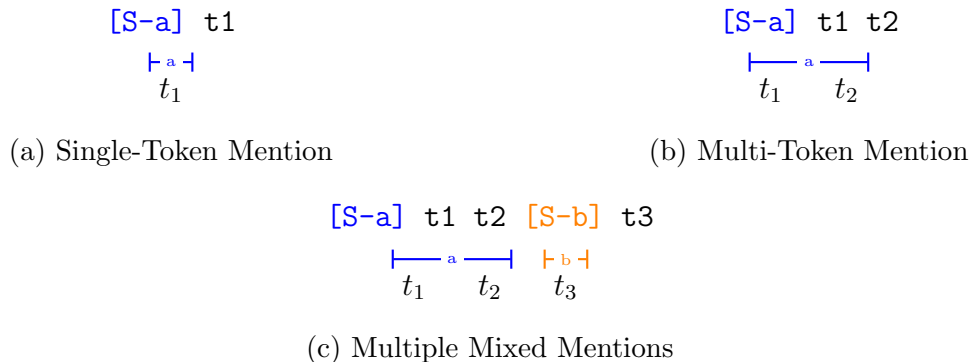 [S-a] t1
a
t1
(a) Single-Token Mention
[S-a] t1 t2
a
t1 t2
(b) Multi-Token Mention
[S-a] t1 t2 [S-b] t3
a b
t1 t2 t3
(c) Multiple Mixed Mentions